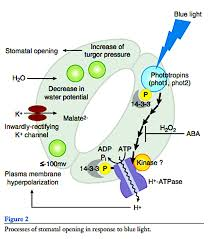 Blue light
Stomatal opening
Increase of
turgor pressure
Phototropins
(phot1, phot2)
H₂O
Decrease in
water potential
P
14-3-3
K⁺
Malate²⁻
H₂O₂
ABA
Inwardly-rectifying
K⁺ channel
ADP
ATP
Pi
Kinase ?
≤-100mv
14-3-3
P
H⁺-ATPase
Plasma membrane
hyperpolarization
H⁺
Figure 2
Processes of stomatal opening in response to blue light.